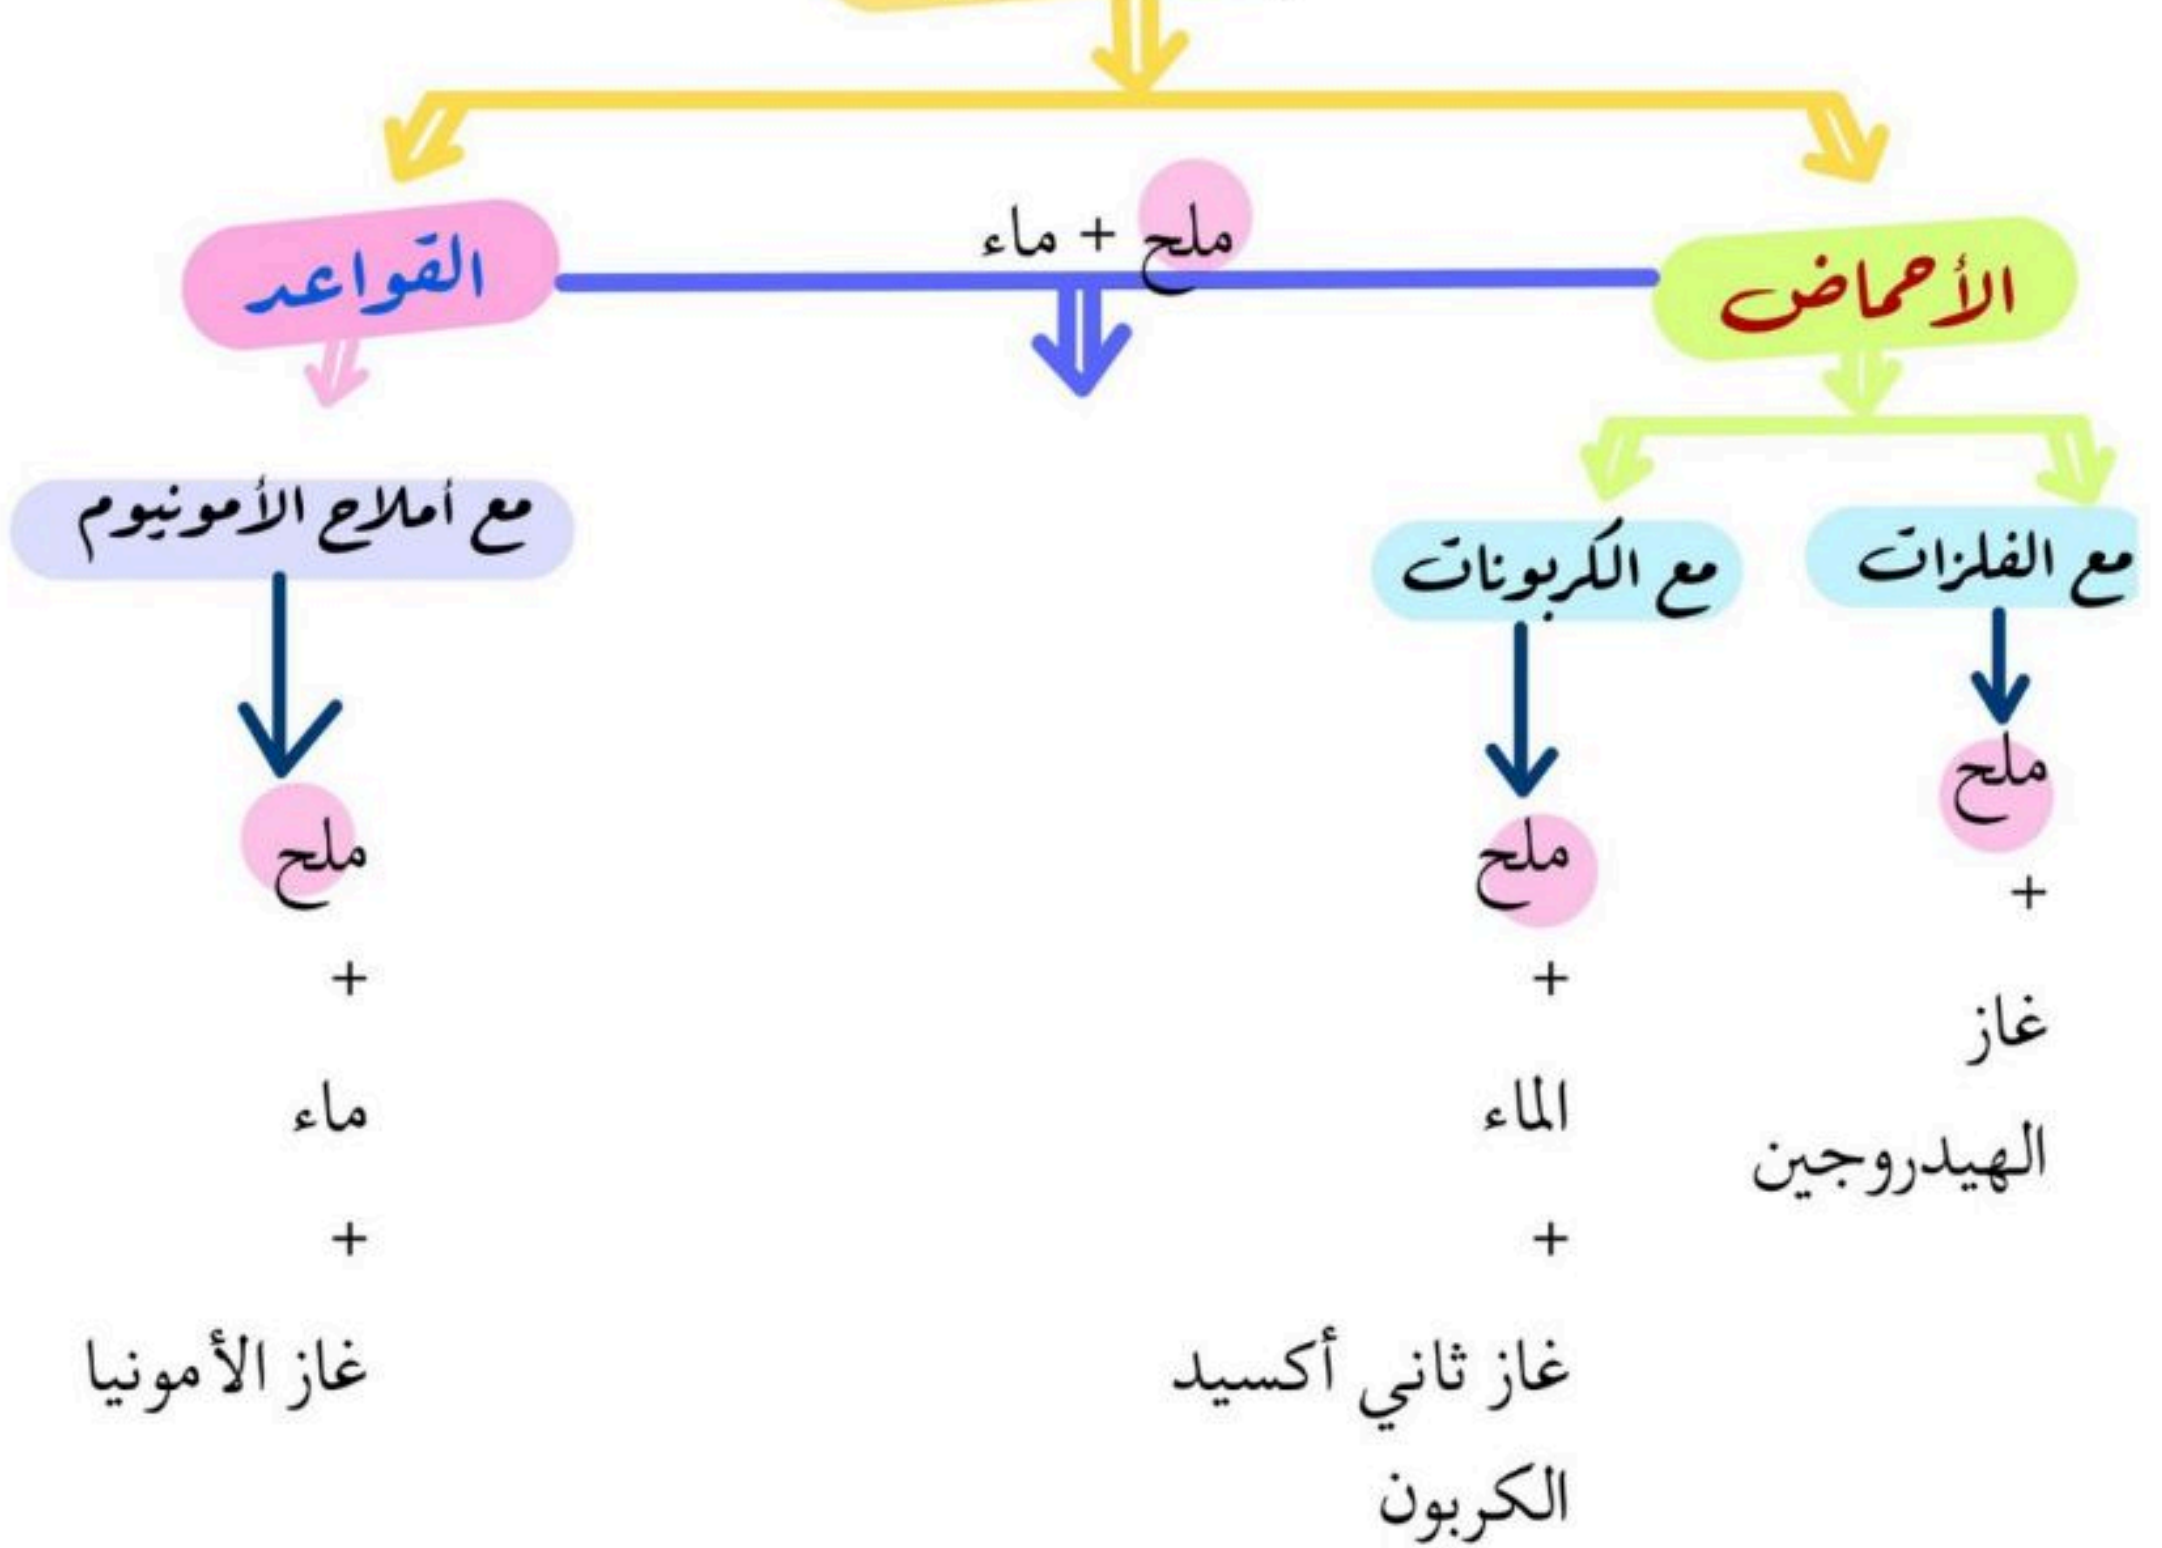 ملح + ماء
الأحماض
القواعد
مع الفلزات
ملح
+
غاز
الهيدروجين
مع الكربونات
ملح
+
الماء
+
غاز ثاني أكسيد
الكربون
مع أملاح الأمونيوم
ملح
+
ماء
+
غاز الأمونيا